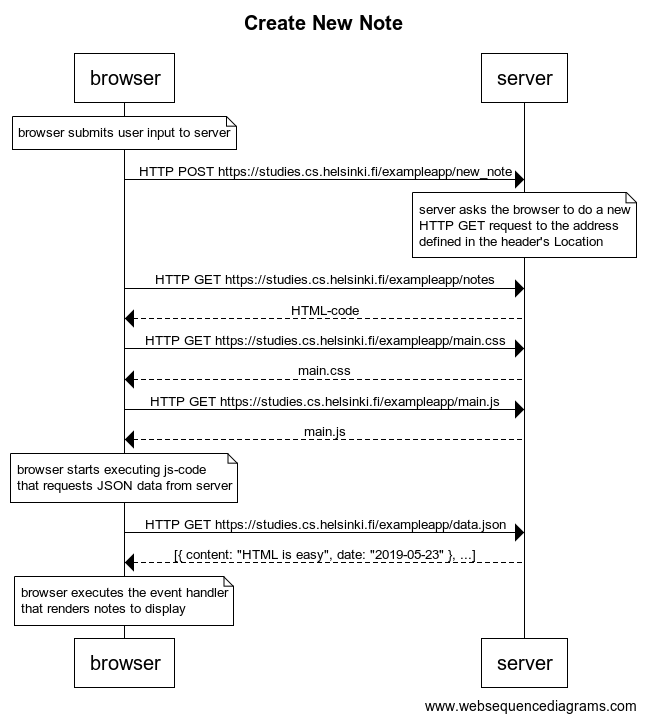 Create New Note
browser
server
browser submits user input to server
HTTP POST https://studies.cs.helsinki.fi/exampleapp/new_note
server asks the browser to do a new
HTTP GET request to the address
defined in the header's Location
HTTP GET https://studies.cs.helsinki.fi/exampleapp/notes
HTML-code
HTTP GET https://studies.cs.helsinki.fi/exampleapp/main.css
main.css
HTTP GET https://studies.cs.helsinki.fi/exampleapp/main.js
main.js
browser starts executing js-code
that requests JSON data from server
HTTP GET https://studies.cs.helsinki.fi/exampleapp/data.json
[{ content: "HTML is easy", date: "2019-05-23" }, ...]
browser executes the event handler
that renders notes to display
browser
server
www.websequencediagrams.com